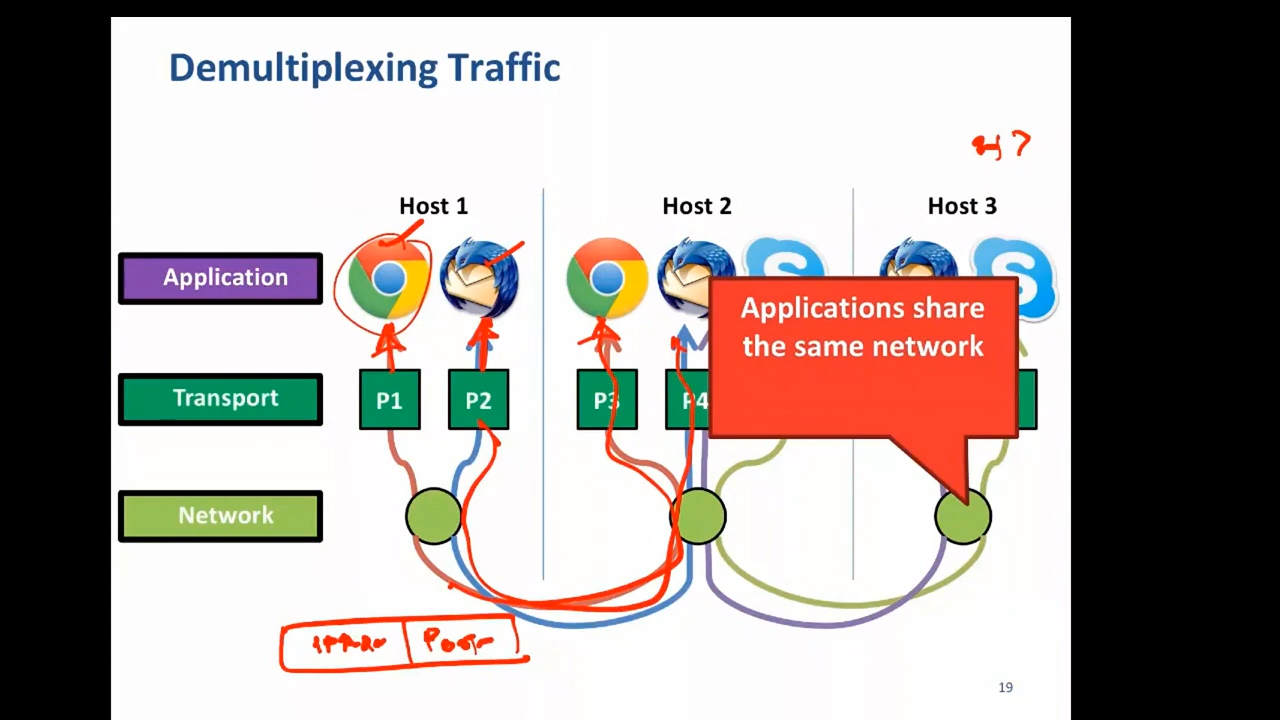 Demultiplexing Traffic
Host 1
Host 2
Host 3
Application
Applications share
the same network
Transport
P1
P2
P3
P4
Network
19